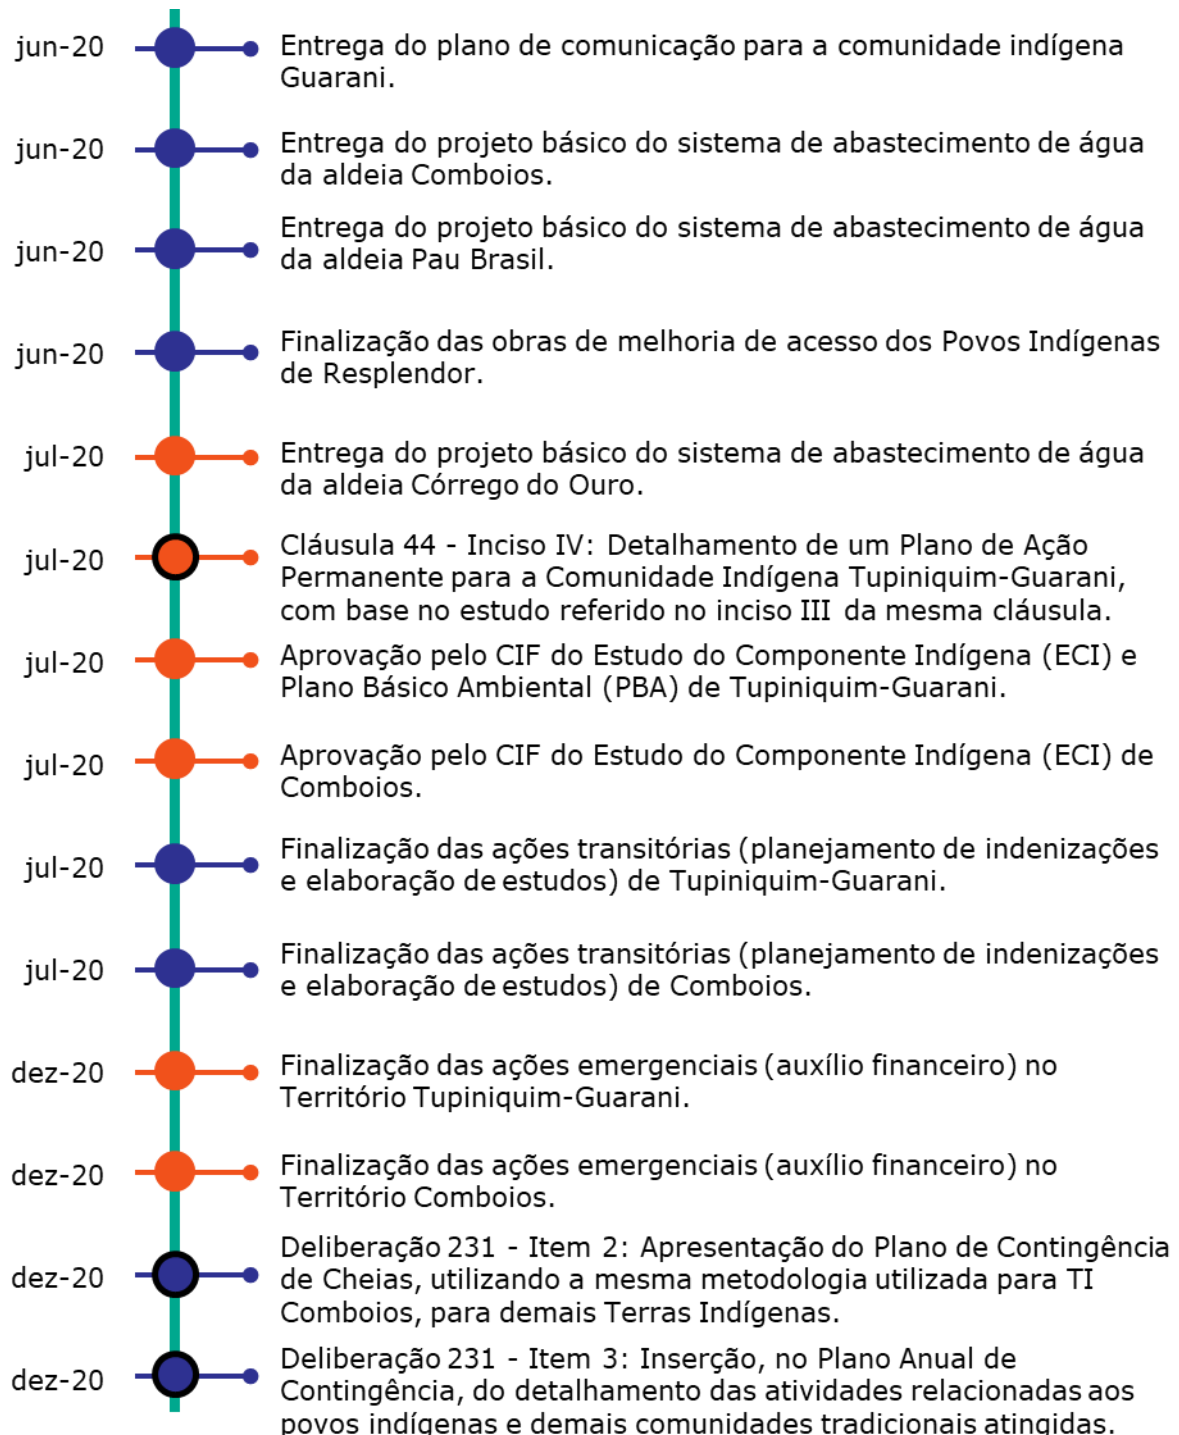 jun-20
Entrega do plano de comunicação para a comunidade indígena
Guarani.
jun-20
Entrega do projeto básico do sistema de abastecimento de água
da aldeia Comboios.
jun-20
Entrega do projeto básico do sistema de abastecimento de água
da aldeia Pau Brasil.
jun-20
Finalização das obras de melhoria de acesso dos Povos Indígenas
de Resplendor.
jul-20
Entrega do projeto básico do sistema de abastecimento de água
da aldeia Córrego do Ouro.
jul-20
Cláusula 44 - Inciso IV: Detalhamento de um Plano de Ação
Permanente para a Comunidade Indígena Tupiniquim-Guarani,
com base no estudo referido no inciso III da mesma cláusula.
jul-20
Aprovação pelo CIF do Estudo do Componente Indígena (ECI) e
Plano Básico Ambiental (PBA) de Tupiniquim-Guarani.
jul-20
Aprovação pelo CIF do Estudo do Componente Indígena (ECI) de
Comboios.
jul-20
Finalização das ações transitórias (planejamento de indenizações
e elaboração de estudos) de Tupiniquim-Guarani.
jul-20
Finalização das ações transitórias (planejamento de indenizações
e elaboração de estudos) de Comboios.
dez-20
Finalização das ações emergenciais (auxílio financeiro) no
Território Tupiniquim-Guarani.
dez-20
Finalização das ações emergenciais (auxílio financeiro) no
Território Comboios.
dez-20
Deliberação 231 - Item 2: Apresentação do Plano de Contingência
de Cheias, utilizando a mesma metodologia utilizada para TI
Comboios, para demais Terras Indígenas.
dez-20
Deliberação 231 - Item 3: Inserção, no Plano Anual de
Contingência, do detalhamento das atividades relacionadas aos
povos indígenas e demais comunidades tradicionais atingidas.